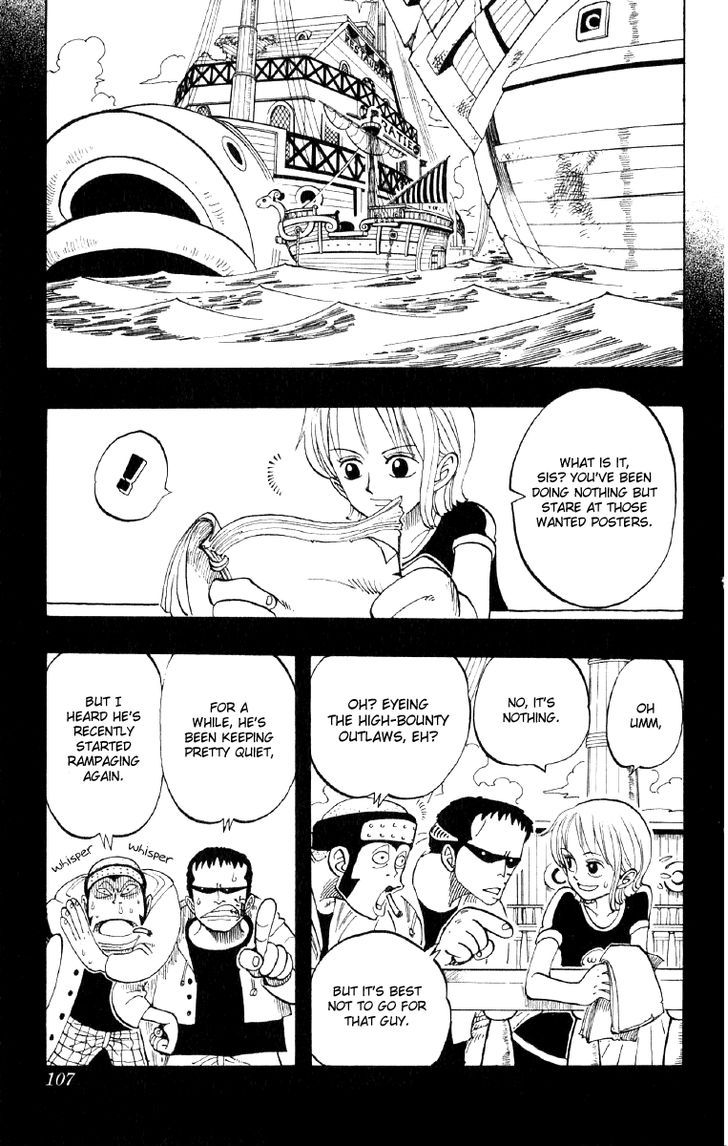 RESTAURANT
WHAT IS IT,
SIS? YOU'VE BEEN
DOING NOTHING BUT
STARE AT THOSE
WANTED POSTERS.
!
OH
UMM,
NO, IT'S
NOTHING.
OH? EYEING
THE HIGH-BOUNTY
OUTLAWS, EH?
BUT IT'S BEST
NOT TO GO FOR
THAT GUY.
FOR A
WHILE, HE'S
BEEN KEEPING
PRETTY QUIET,
BUT I
HEARD HE'S
RECENTLY
STARTED
RAMPAGING
AGAIN.
whisper
whisper
107